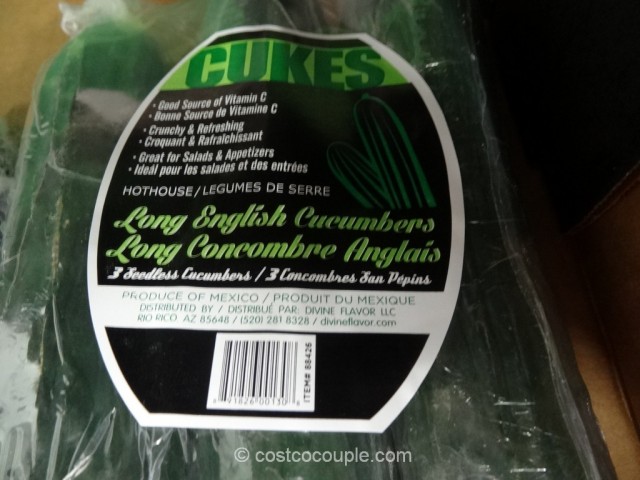 CUKES
• Good Source of Vitamin C
• Bonne Source de Vitamine C
• Crunchy & Refreshing
• Croquant & Rafraîchissant
• Great for Salads & Appetizers
• Idéal pour les salades et des entrées
HOTHOUSE/LEGUMES DE SERRE
Long English Cucumbers
Long Concombre Anglais
3 Seedless Cucumbers / 3 Concombres San Pépins
PRODUCE OF MEXICO / PRODUIT DU MEXIQUE
DISTRIBUTED BY / DISTRIBUÉ PAR: DIVINE FLAVOR LLC
RIO RICO, AZ 85648 / (520) 281 8328 / divineflavor.com
91826 00130
ITEM# 88426
© costcocouple.com